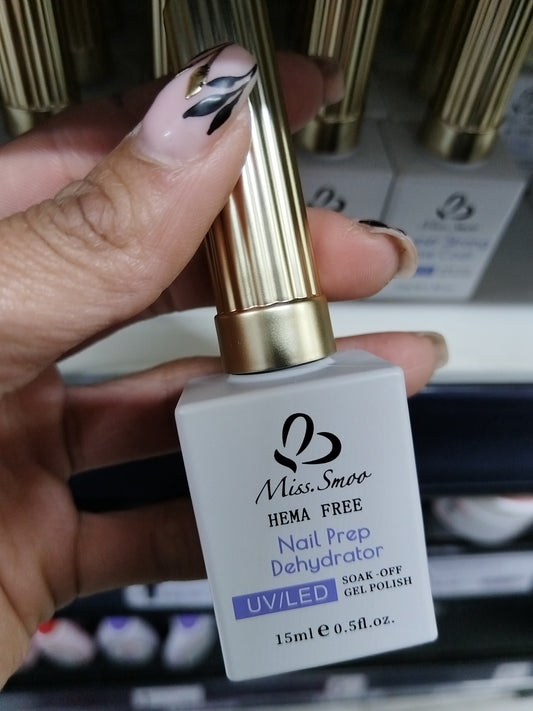 Miss.Smoo
HEMA FREE
Nail Prep
Dehydrator
UV/LED
SOAK-OFF
GEL POLISH
15ml e 0.5fl.oz.